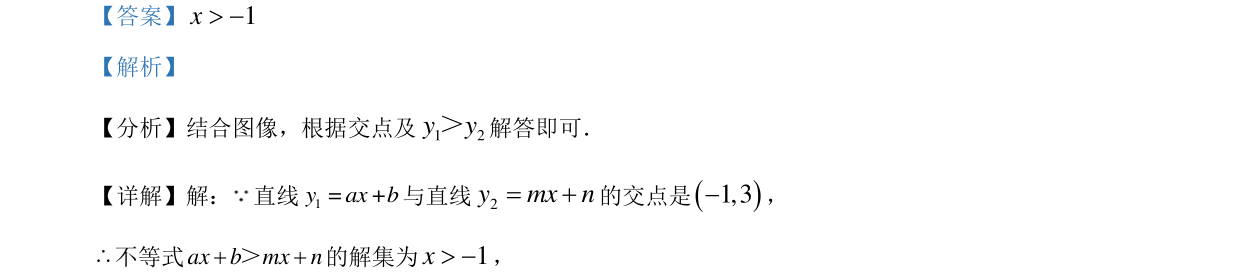 【答案】x > −1
【解析】
【分析】结合图像，根据交点及 y₁>y₂ 解答即可．
【详解】解：∵直线 y₁ = ax + b 与直线 y₂ = mx + n 的交点是(−1,3)，
∴不等式 ax + b > mx + n 的解集为 x > −1，